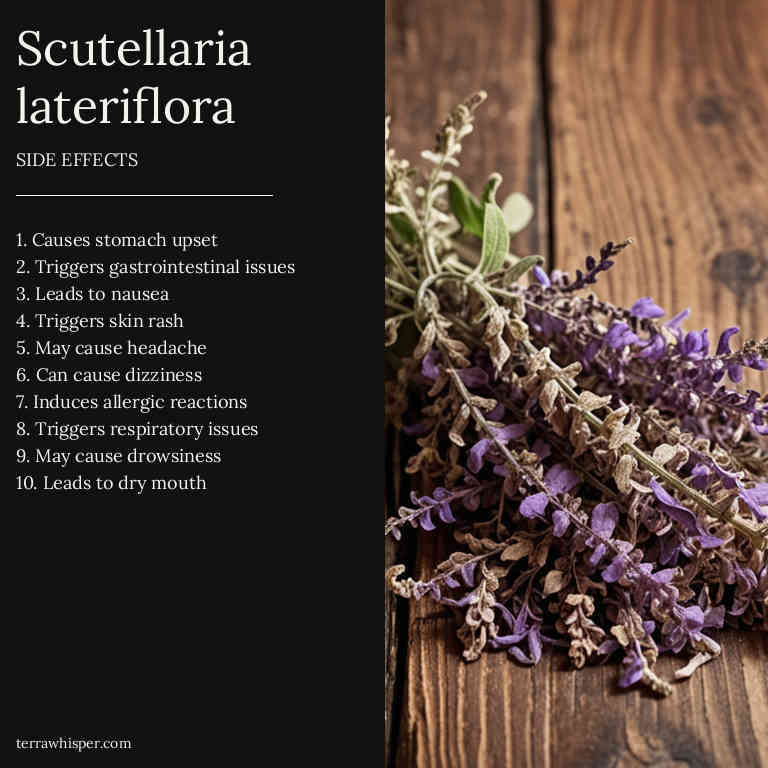 Scutellaria
lateriflora
SIDE EFFECTS
1. Causes stomach upset
2. Triggers gastrointestinal issues
3. Leads to nausea
4. Triggers skin rash
5. May cause headache
6. Can cause dizziness
7. Induces allergic reactions
8. Triggers respiratory issues
9. May cause drowsiness
10. Leads to dry mouth
terrawhisper.com